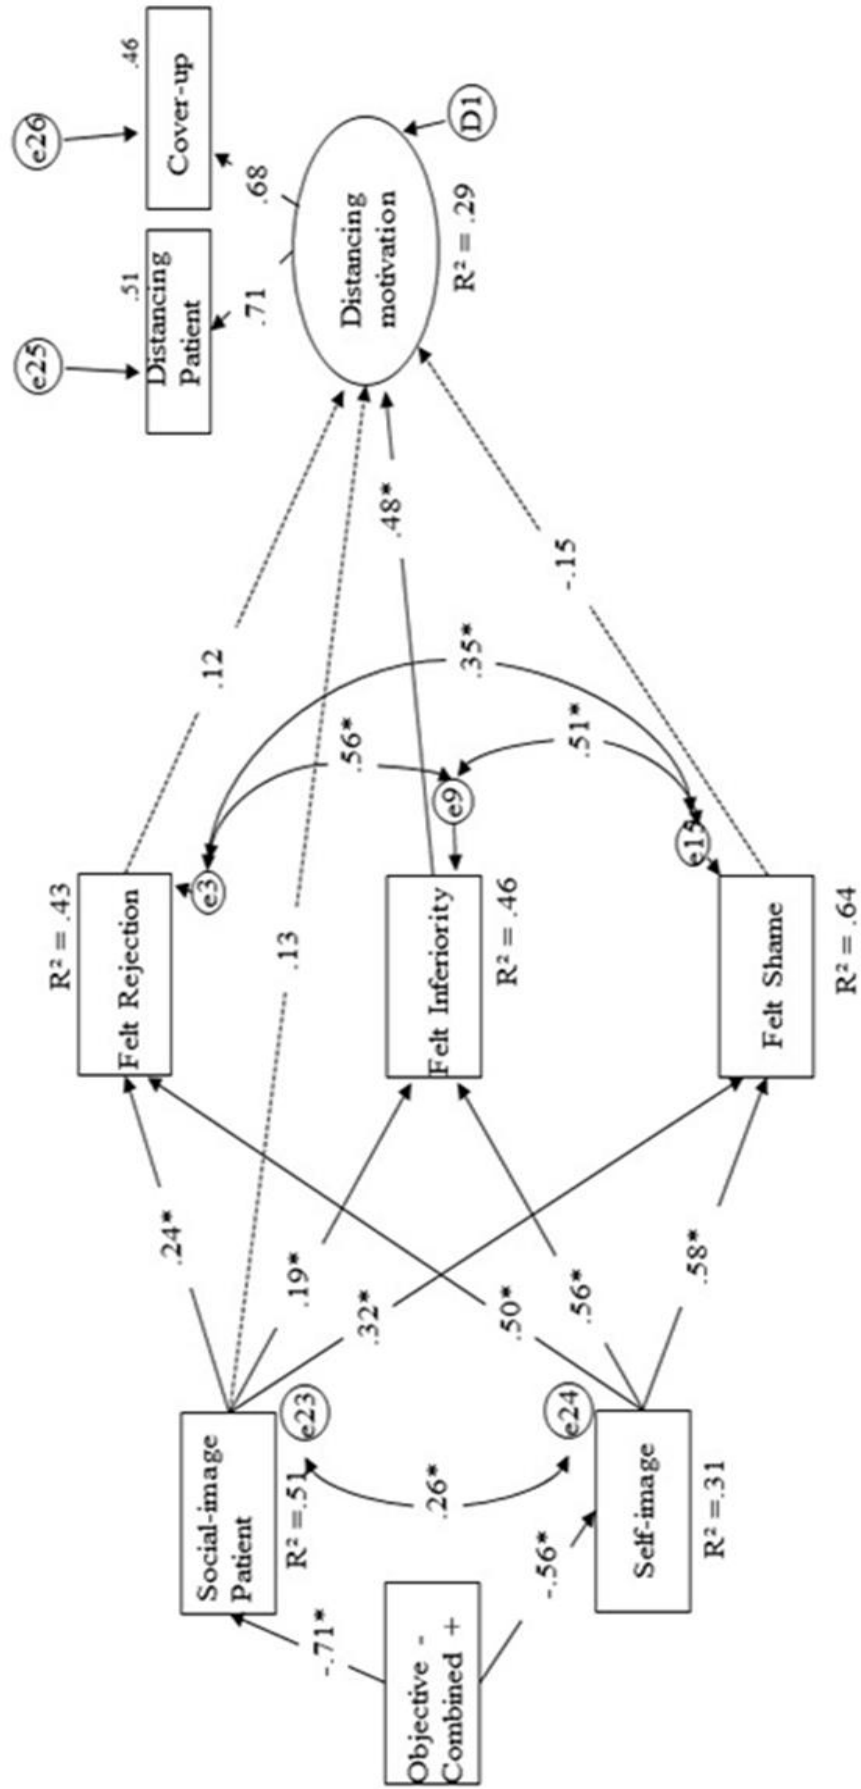 Objective -
Combined +
-.71*
-.56*
Social-image
Patient
R² =.51
e23
.26*
e24
Self-image
R² =.31
.24*
.19*
.32*
.50*
.56*
.58*
R² = .43
Felt Rejection
e3
Felt Inferiority
R² = .46
e9
Felt Shame
R² = .64
e15
.56*
.51*
.35*
.12
.13
.48*
-.15
Distancing
motivation
R² = .29
D1
.71
.68
Distancing
Patient
.51
e25
Cover-up
.46
e26